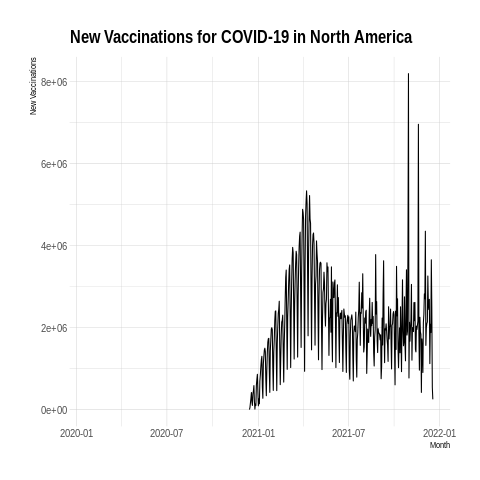 New Vaccinations for COVID-19 in North America
New Vaccinations
8e+06
6e+06
4e+06
2e+06
0e+00
2020-01 2020-07 2021-01 2021-07 2022-01
Month